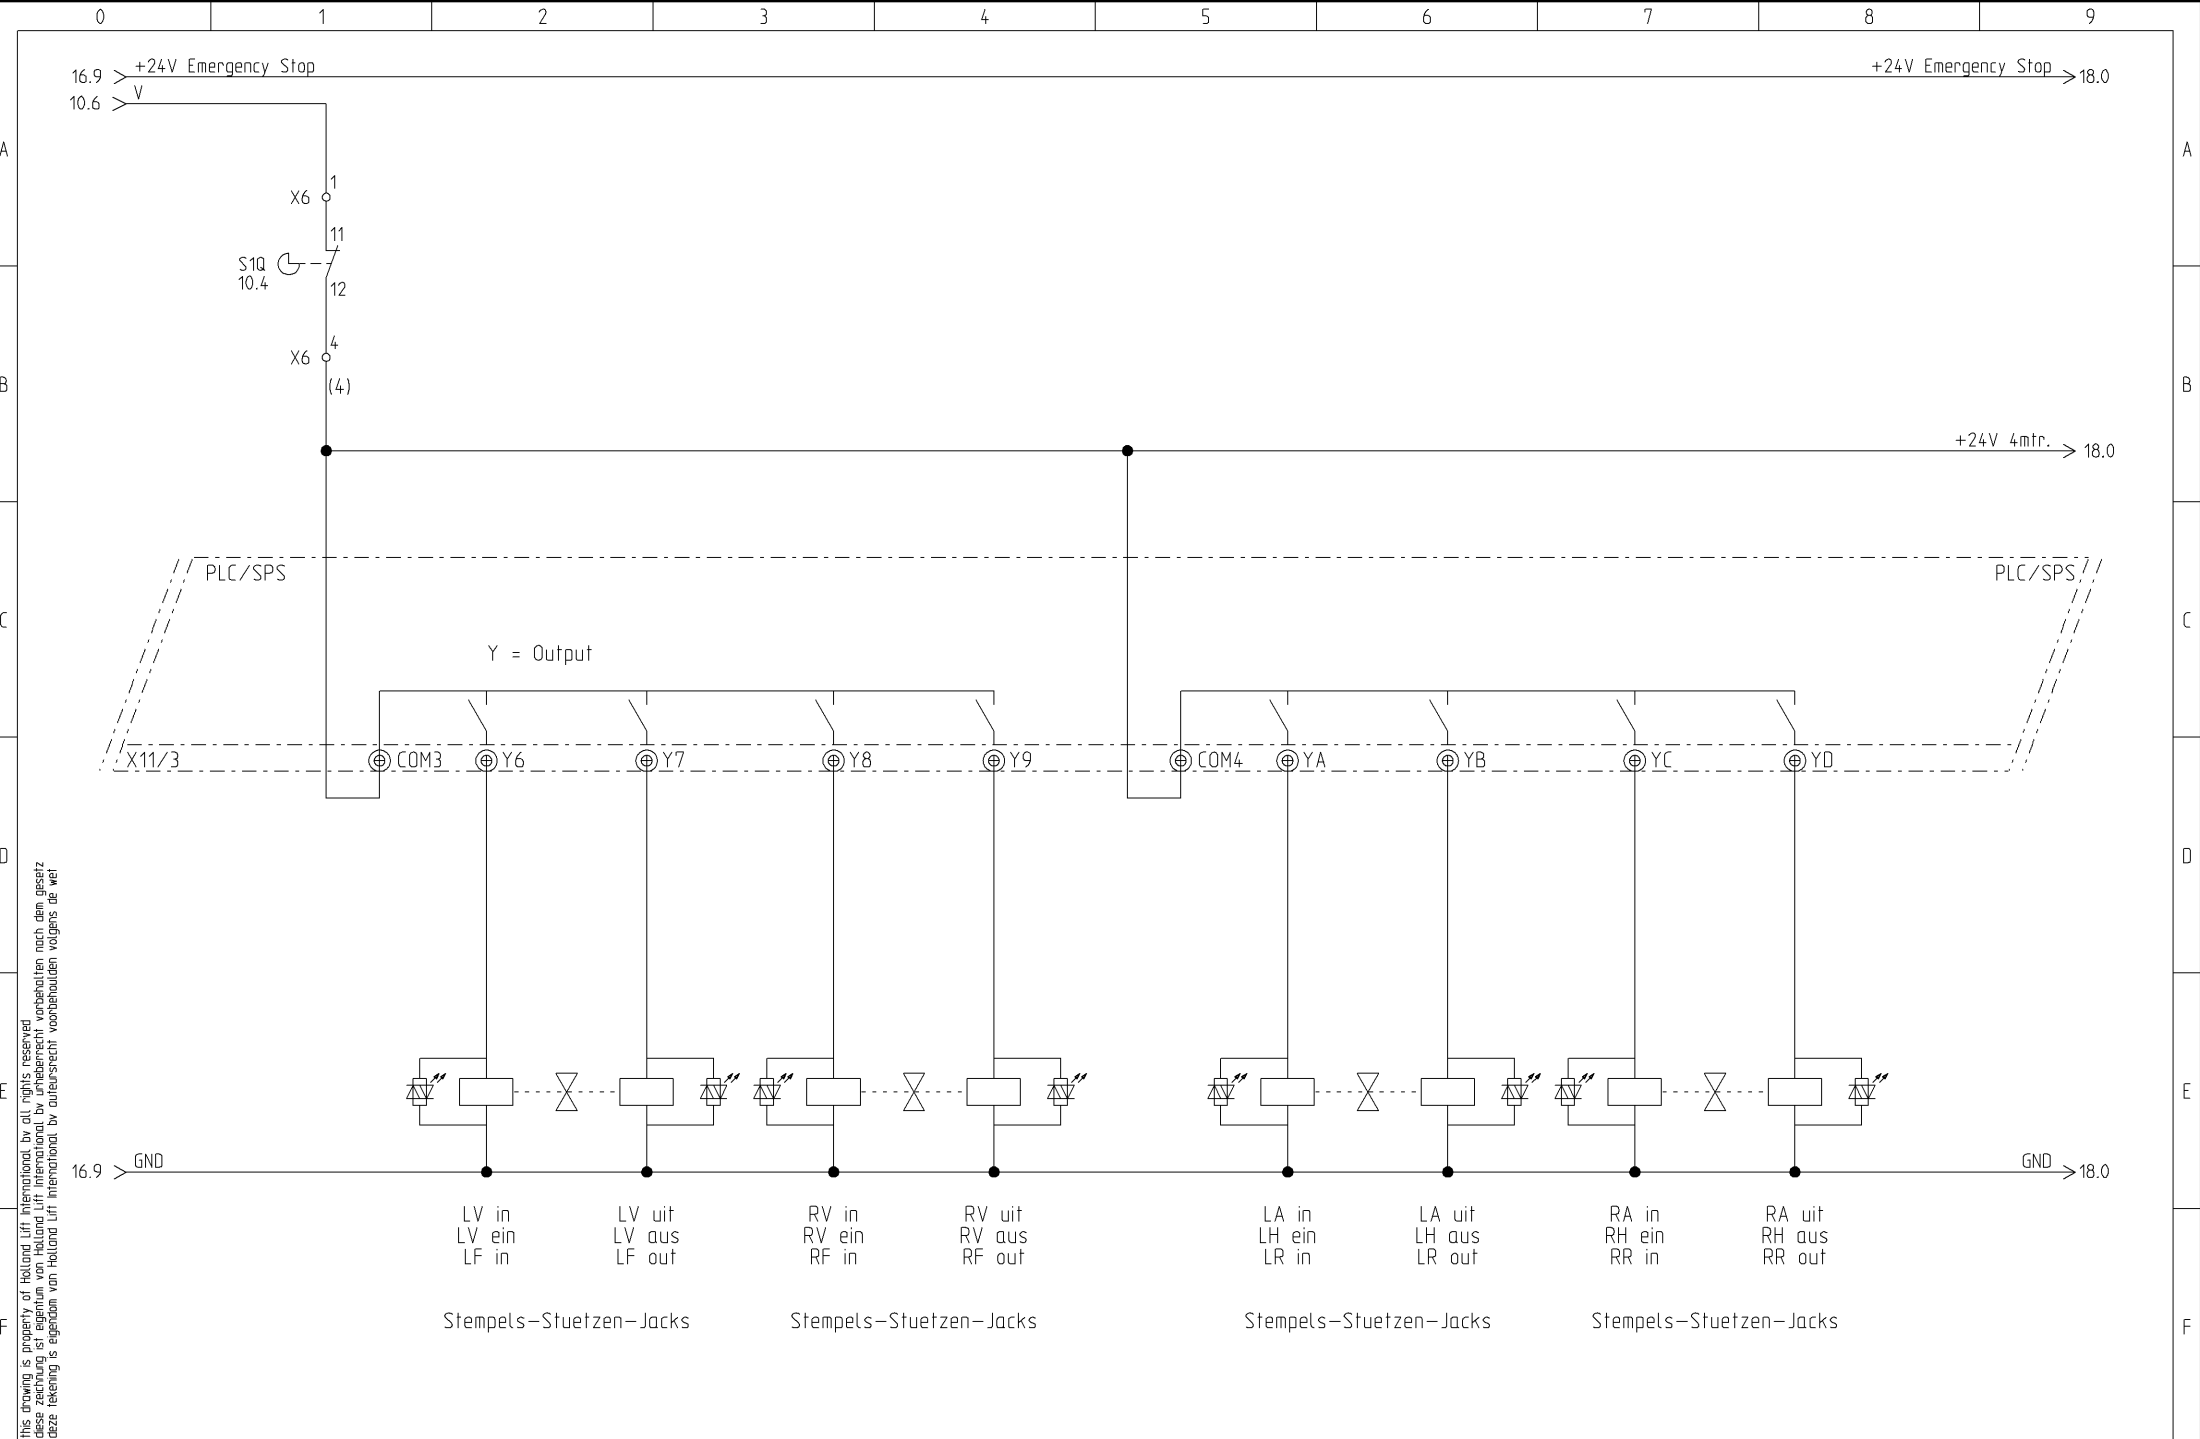 0 1 2 3 4 5 6 7 8 9
16.9 +24V Emergency Stop +24V Emergency Stop 18.0
10.6 V
A A
1
X6
11
S1Q
10.4
12
4
X6
(4)
B B
+24V 4mtr. 18.0
PLC/SPS PLC/SPS
C C
Y = Output
X11/3 COM3 Y6 Y7 Y8 Y9 COM4 YA YB YC YD
D D
E E
16.9 GND GND 18.0
LV in LV uit RV in RV uit LA in LA uit RA in RA uit
LV ein LV aus RV ein RV aus LH ein LH aus RH ein RH aus
LF in LF out RF in RF out LR in LR out RR in RR out
Stempels-Stuetzen-Jacks Stempels-Stuetzen-Jacks Stempels-Stuetzen-Jacks Stempels-Stuetzen-Jacks
F F
this drawing is property of Holland Lift International bv all rights reserved
diese zeichnung ist eigentum von Holland Lift International bv urheberrecht vorbehalten nach dem gesetz
deze tekening is eigendom van Holland Lift International bv auteursrecht voorbehoulden volgens de wet